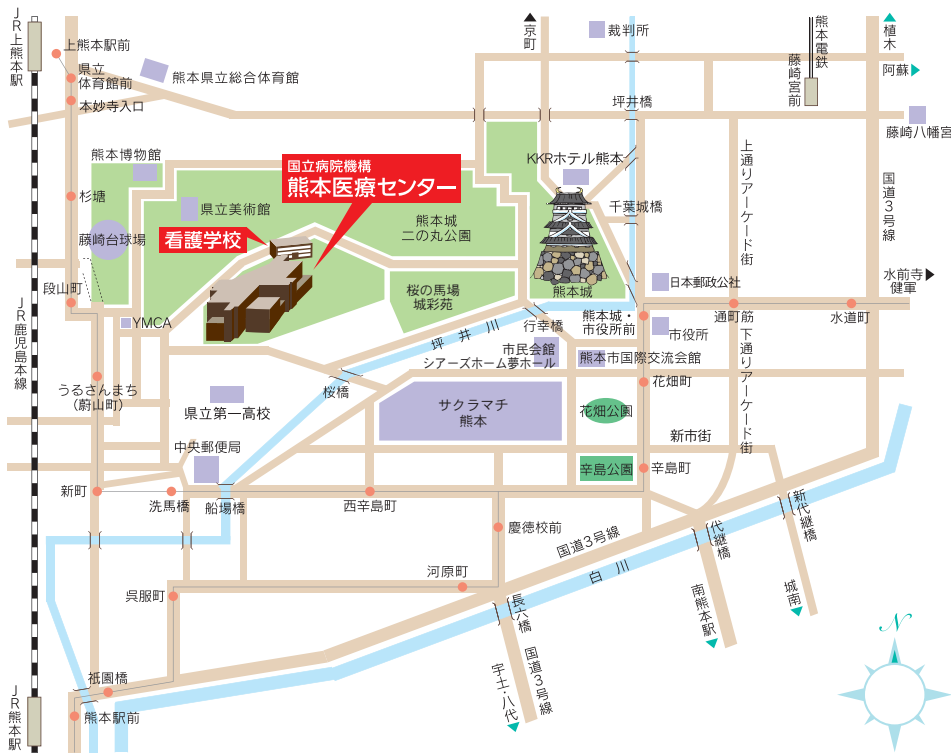 JR上熊本駅
上熊本駅前
県立
体育館前
本妙寺入口
熊本県立総合体育館
京町
裁判所
熊本電鉄
藤崎宮前
植木
阿蘇
坪井橋
藤崎八幡宮
熊本博物館
国立病院機構
熊本医療センター
KKRホテル熊本
上通りアーケード街
国道3号線
杉塘
県立美術館
千葉城橋
藤崎台球場
看護学校
熊本城
二の丸公園
水前寺
健軍
段山町
桜の馬場
城彩苑
熊本城
日本郵政公社
JR鹿児島本線
YMCA
坪井川
行幸橋
熊本城・
市役所前
市役所
通町筋
水道町
市民会館
シアーズホーム夢ホール
熊本市国際交流会館
下通りアーケード街
うるさんまち
(蔚山町)
桜橋
花畑町
県立第一高校
サクラマチ
熊本
花畑公園
中央郵便局
新市街
辛島公園
辛島町
新町
洗馬橋
船場橋
西辛島町
新代継橋
代継橋
慶徳校前
国道3号線
白川
河原町
呉服町
長六橋
南熊本駅
城南
N
国道3号線
宇土・八代
祇園橋
JR熊本駅
熊本駅前